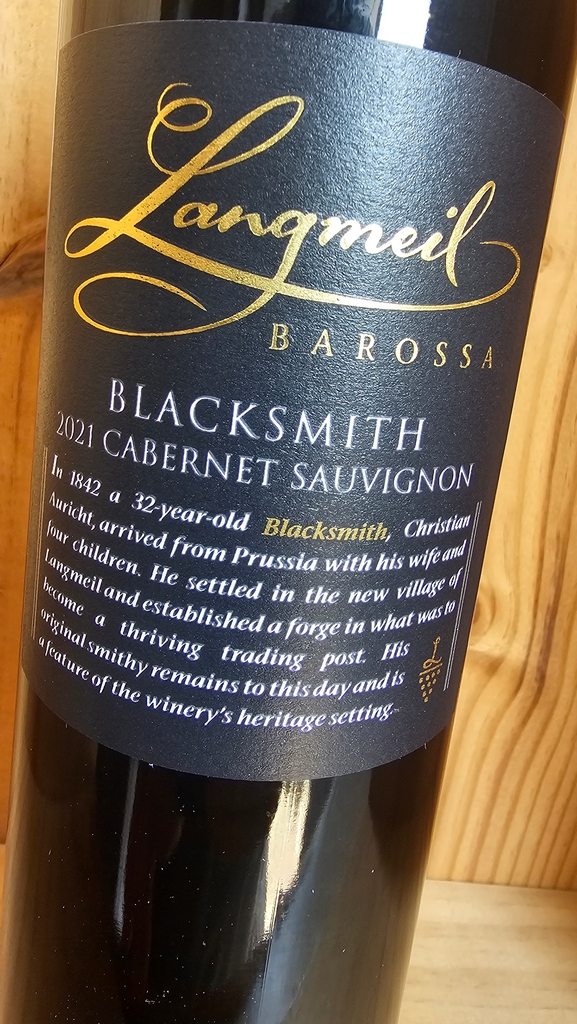 Langmeil
BAROSSA
BLACKSMITH
2021 CABERNET SAUVIGNON
In 1842 a 32-year-old Blacksmith, Christian
Auricht, arrived from Prussia with his wife and
four children. He settled in the new village of
Langmeil and established a forge in what was to
become a thriving trading post. His
original smithy remains to this day and is
a feature of the winery's heritage setting.
L